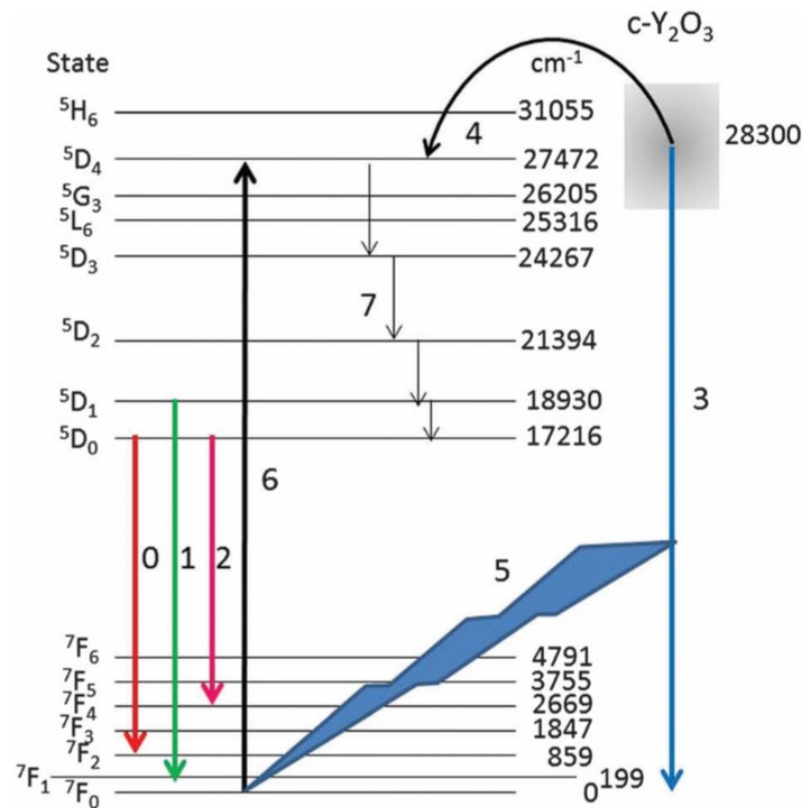 c-Y₂O₃
State cm⁻¹
⁵H₆ 31055
4 28300
⁵D₄ 27472
⁵G₃ 26205
⁵L₆ 25316
⁵D₃ 24267
7
⁵D₂ 21394
⁵D₁ 18930 3
⁵D₀ 17216
6
0 1 2 5
⁷F₆ 4791
⁷F₅ 3755
⁷F₄ 2669
⁷F₃ 1847
⁷F₂ 859
⁷F₁ 199
⁷F₀ 0